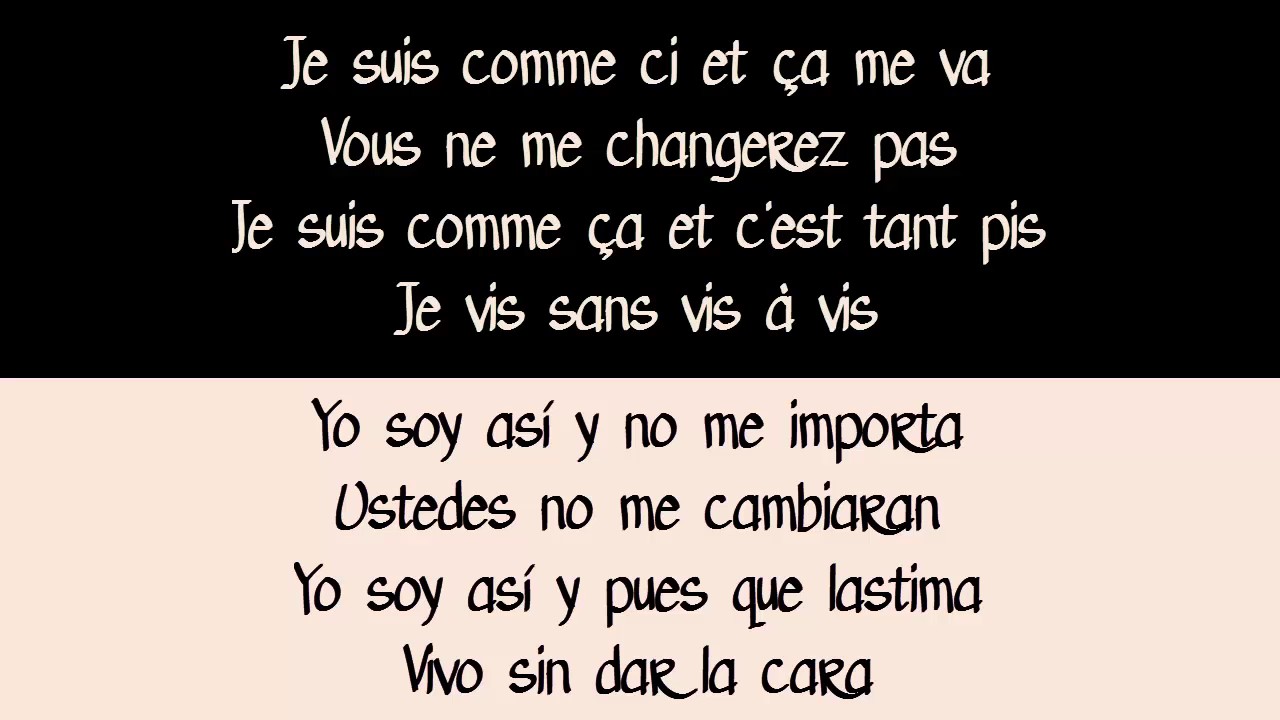 Je suis comme ci et ça me va
Vous ne me changerez pas
Je suis comme ça et c'est tant pis
Je vis sans vis à vis
Yo soy así y no me importa
Ustedes no me cambiaran
Yo soy así y pues que lastima
Vivo sin dar la cara